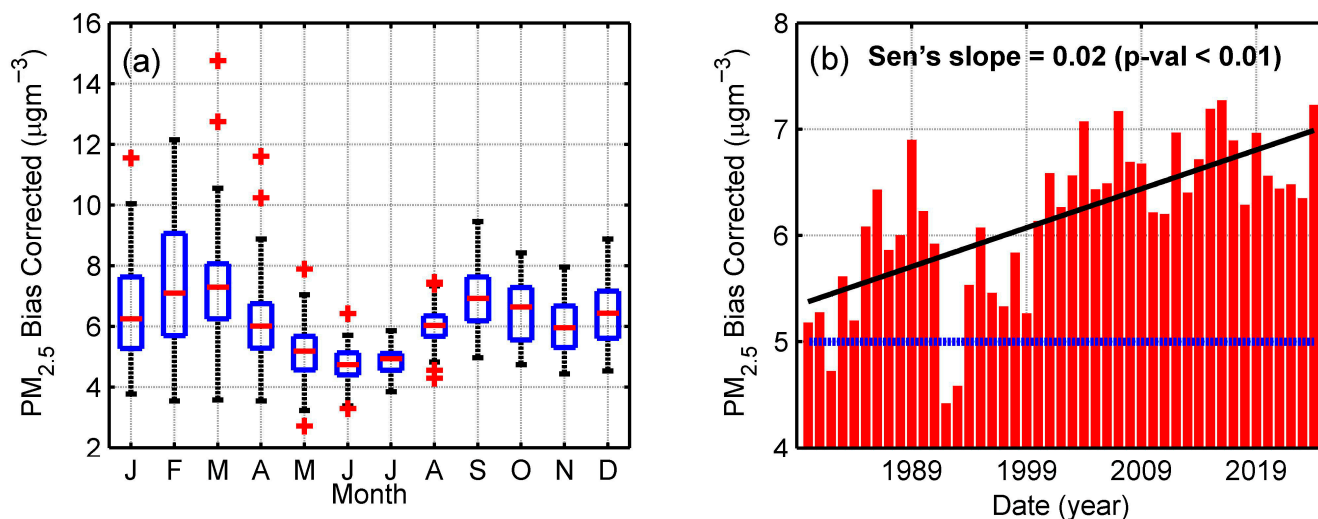 16
14
12
10
8
6
4
2
PM2.5 Bias Corrected (μgm−3)
(a)
J F M A M J J A S O N D
Month
8
7
6
5
4
PM2.5 Bias Corrected (μgm−3)
(b) Sen's slope = 0.02 (p-val < 0.01)
1989 1999 2009 2019
Date (year)